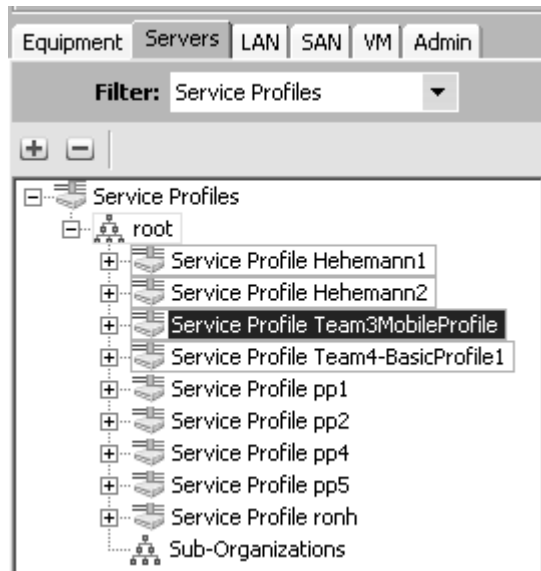 Equipment Servers LAN SAN VM Admin
Filter: Service Profiles
Service Profiles
root
Service Profile Hehemann1
Service Profile Hehemann2
Service Profile Team3MobileProfile
Service Profile Team4-BasicProfile1
Service Profile pp1
Service Profile pp2
Service Profile pp4
Service Profile pp5
Service Profile ronh
Sub-Organizations